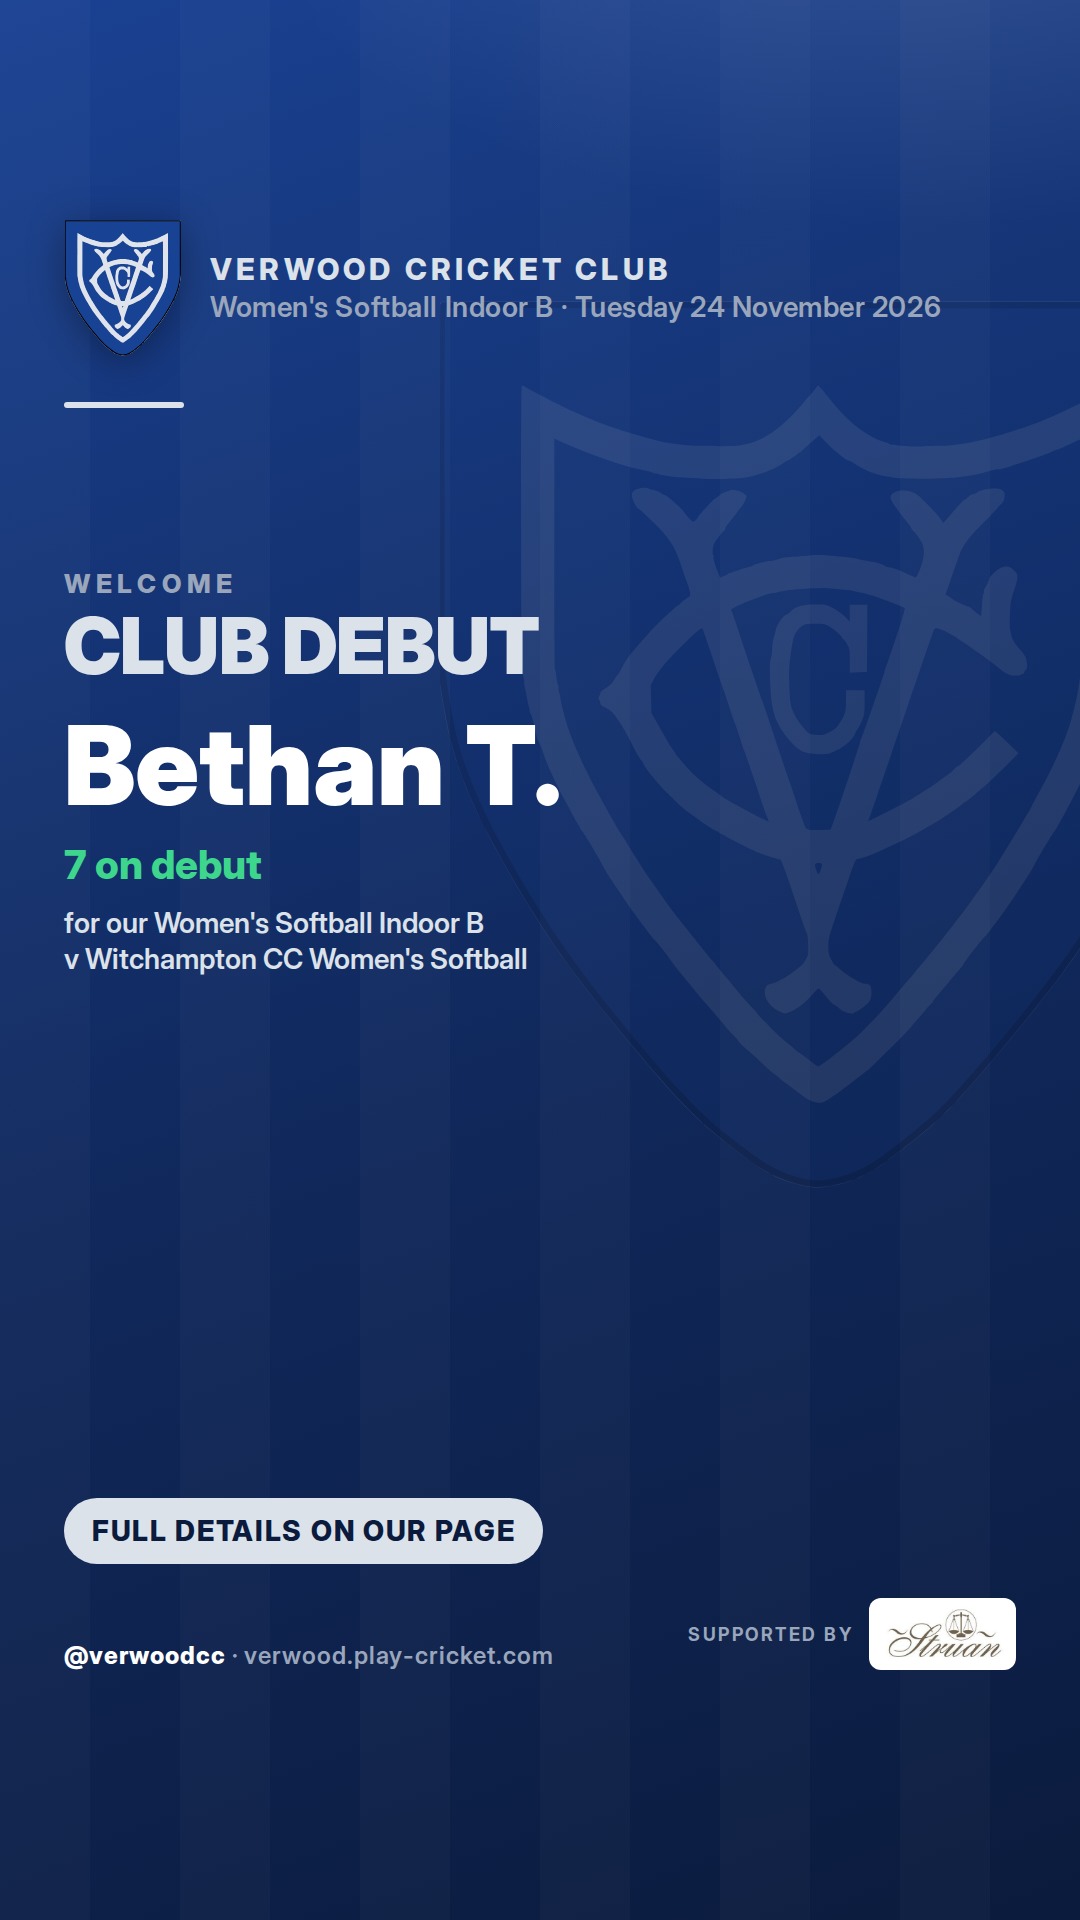 VERWOOD CRICKET CLUB
Women's Softball Indoor B · Tuesday 24 November 2026
WELCOME
CLUB DEBUT
Bethan T.
7 on debut
for our Women's Softball Indoor B
v Witchampton CC Women's Softball
FULL DETAILS ON OUR PAGE
SUPPORTED BY
Struan
@verwoodcc · verwood.play-cricket.com